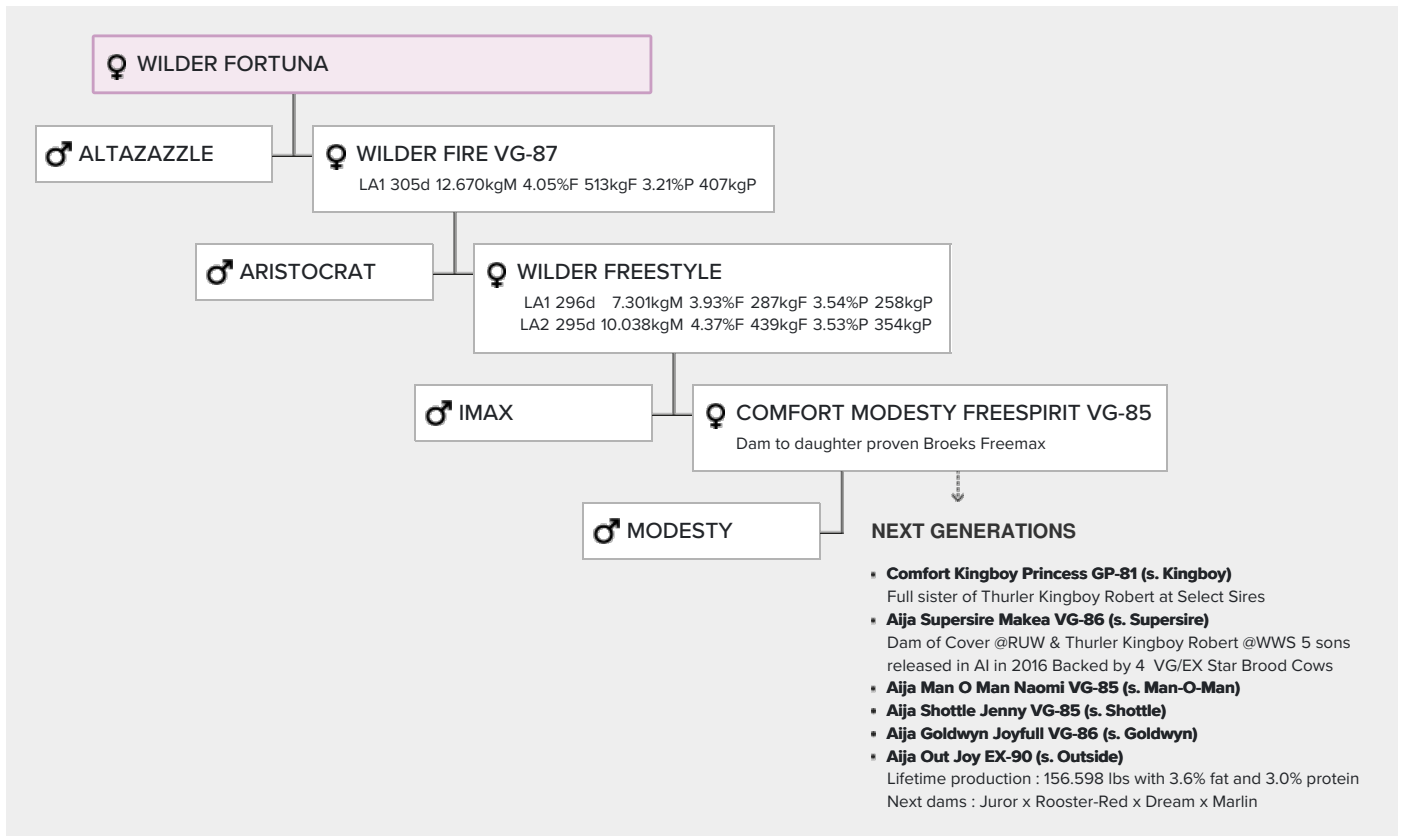 WILDER FORTUNA
ALTAZAZZLE
WILDER FIRE VG-87
LA1 305d 12.670kgM 4.05%F 513kgF 3.21%P 407kgP
ARISTOCRAT
WILDER FREESTYLE
LA1 296d 7.301kgM 3.93%F 287kgF 3.54%P 258kgP
LA2 295d 10.038kgM 4.37%F 439kgF 3.53%P 354kgP
IMAX
COMFORT MODESTY FREESPIRIT VG-85
Dam to daughter proven Broeks Freemax
MODESTY
NEXT GENERATIONS
▪ Comfort Kingboy Princess GP-81 (s. Kingboy)
Full sister of Thurler Kingboy Robert at Select Sires
▪ Aija Supersire Makea VG-86 (s. Supersire)
Dam of Cover @RUW & Thurler Kingboy Robert @WWS 5 sons
released in AI in 2016 Backed by 4 VG/EX Star Brood Cows
▪ Aija Man O Man Naomi VG-85 (s. Man-O-Man)
▪ Aija Shottle Jenny VG-85 (s. Shottle)
▪ Aija Goldwyn Joyfull VG-86 (s. Goldwyn)
▪ Aija Out Joy EX-90 (s. Outside)
Lifetime production : 156.598 lbs with 3.6% fat and 3.0% protein
Next dams : Juror x Rooster-Red x Dream x Marlin